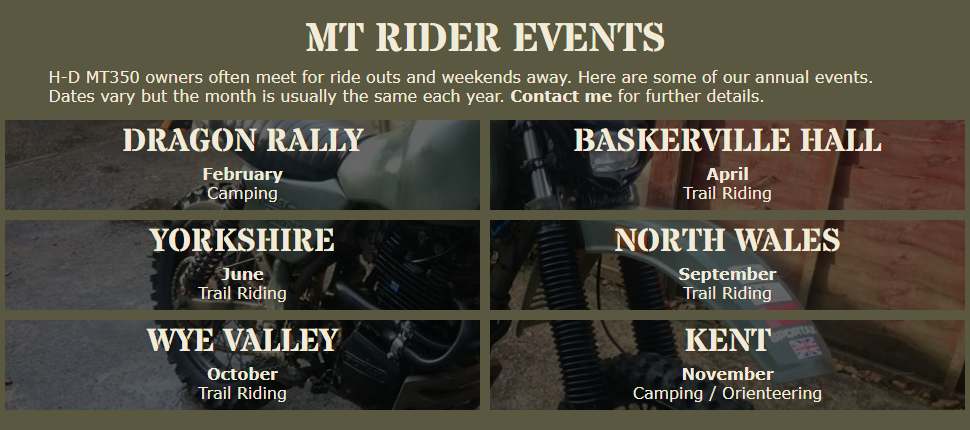 MT RIDER EVENTS
H-D MT350 owners often meet for ride outs and weekends away. Here are some of our annual events.
Dates vary but the month is usually the same each year. Contact me for further details.
DRAGON RALLY
February
Camping
BASKERVILLE HALL
April
Trail Riding
YORKSHIRE
June
Trail Riding
NORTH WALES
September
Trail Riding
WYE VALLEY
October
Trail Riding
KENT
November
Camping / Orienteering